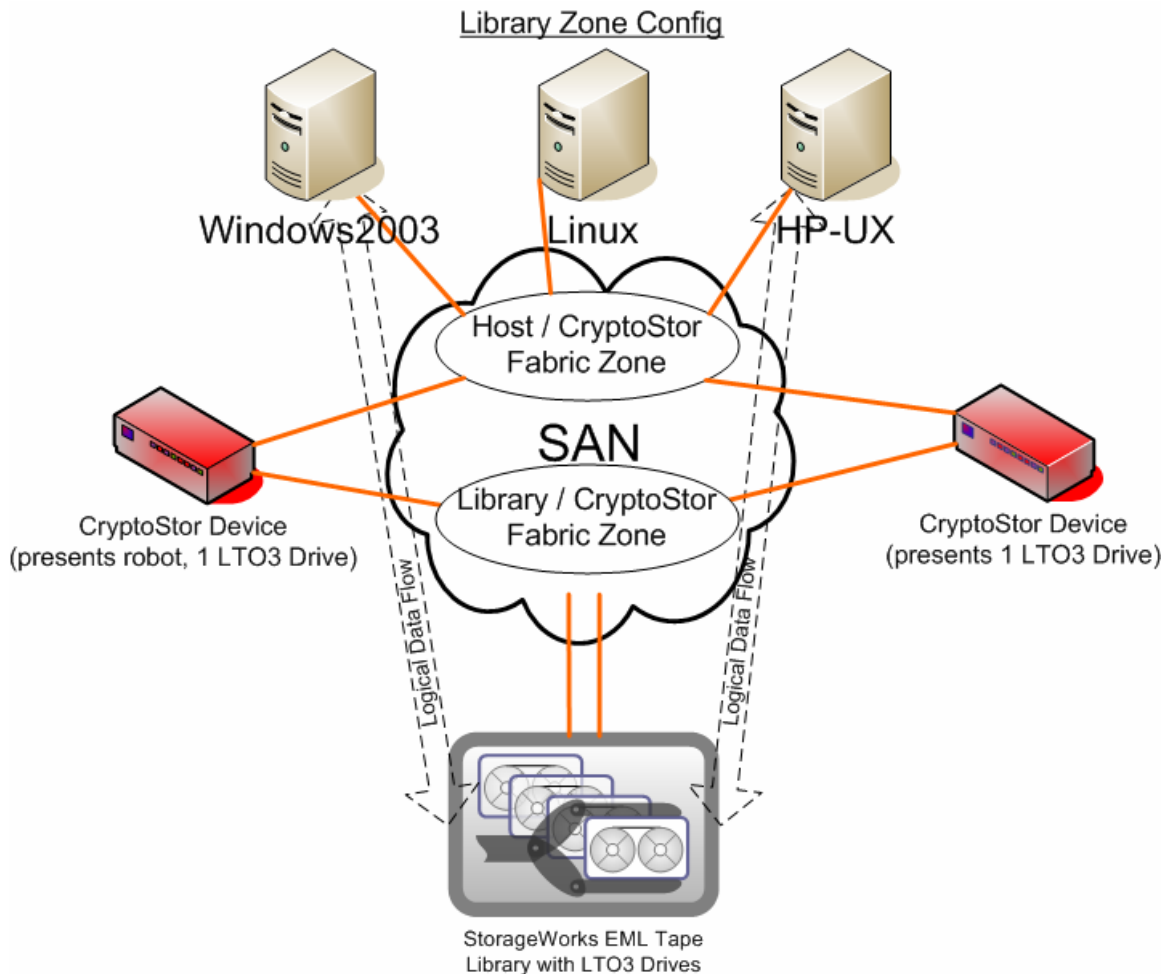 Library Zone Config
Windows2003
Linux
HP-UX
Host / CryptoStor
Fabric Zone
SAN
Library / CryptoStor
Fabric Zone
CryptoStor Device
(presents robot, 1 LTO3 Drive)
CryptoStor Device
(presents 1 LTO3 Drive)
Logical Data Flow
Logical Data Flow
StorageWorks EML Tape
Library with LTO3 Drives